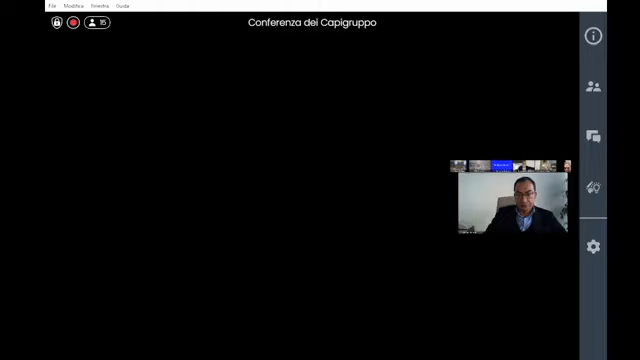 File Modifica Finestra Guida
15 Conferenza dei Capigruppo